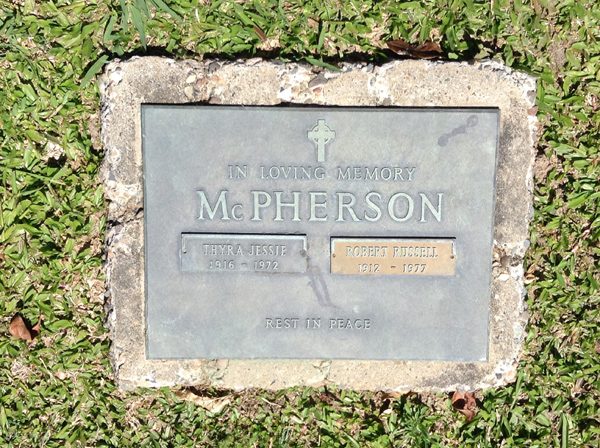 IN LOVING MEMORY
McPHERSON
THYRA JESSIE
1916 - 1972
ROBERT RUSSELL
1912 - 1977
REST IN PEACE